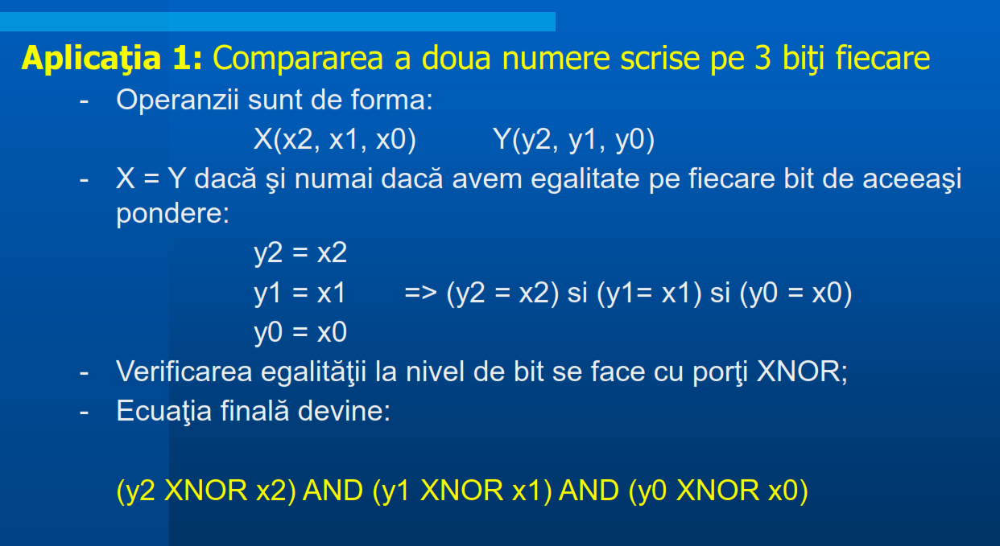 Aplicaţia 1: Compararea a doua numere scrise pe 3 biţi fiecare
- Operanzii sunt de forma:
X(x2, x1, x0) Y(y2, y1, y0)
- X = Y dacă şi numai dacă avem egalitate pe fiecare bit de aceeaşi
pondere:
y2 = x2
y1 = x1 => (y2 = x2) si (y1= x1) si (y0 = x0)
y0 = x0
- Verificarea egalităţii la nivel de bit se face cu porţi XNOR;
- Ecuaţia finală devine:
(y2 XNOR x2) AND (y1 XNOR x1) AND (y0 XNOR x0)